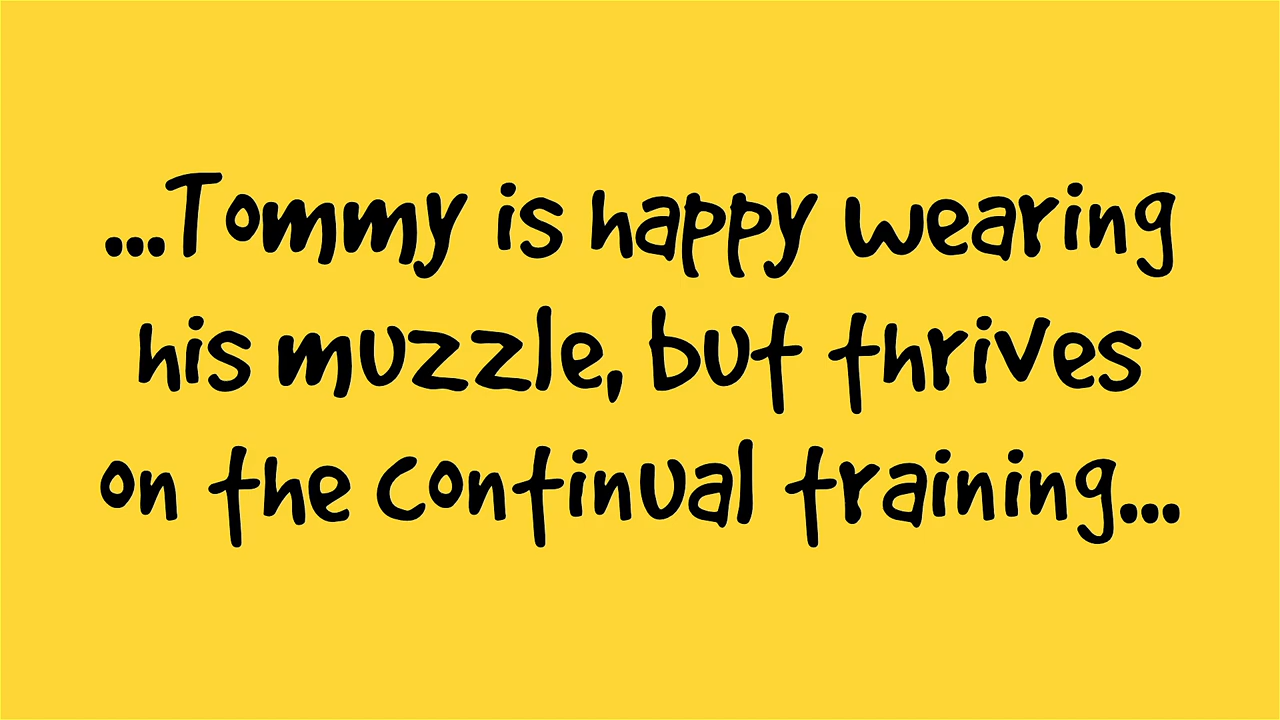 ...Tommy is happy wearing
his muzzle, but thrives
on the continual training...